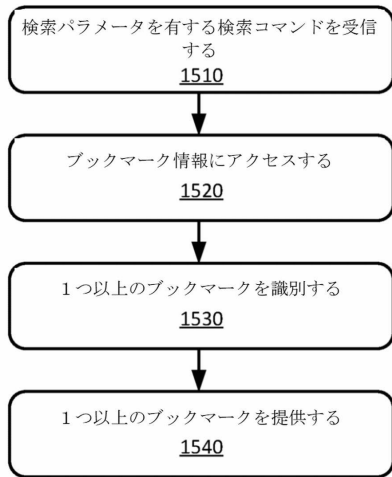 検索パラメータを有する検索コマンドを受信
する
1510
ブックマーク情報にアクセスする
1520
1つ以上のブックマークを識別する
1530
1つ以上のブックマークを提供する
1540